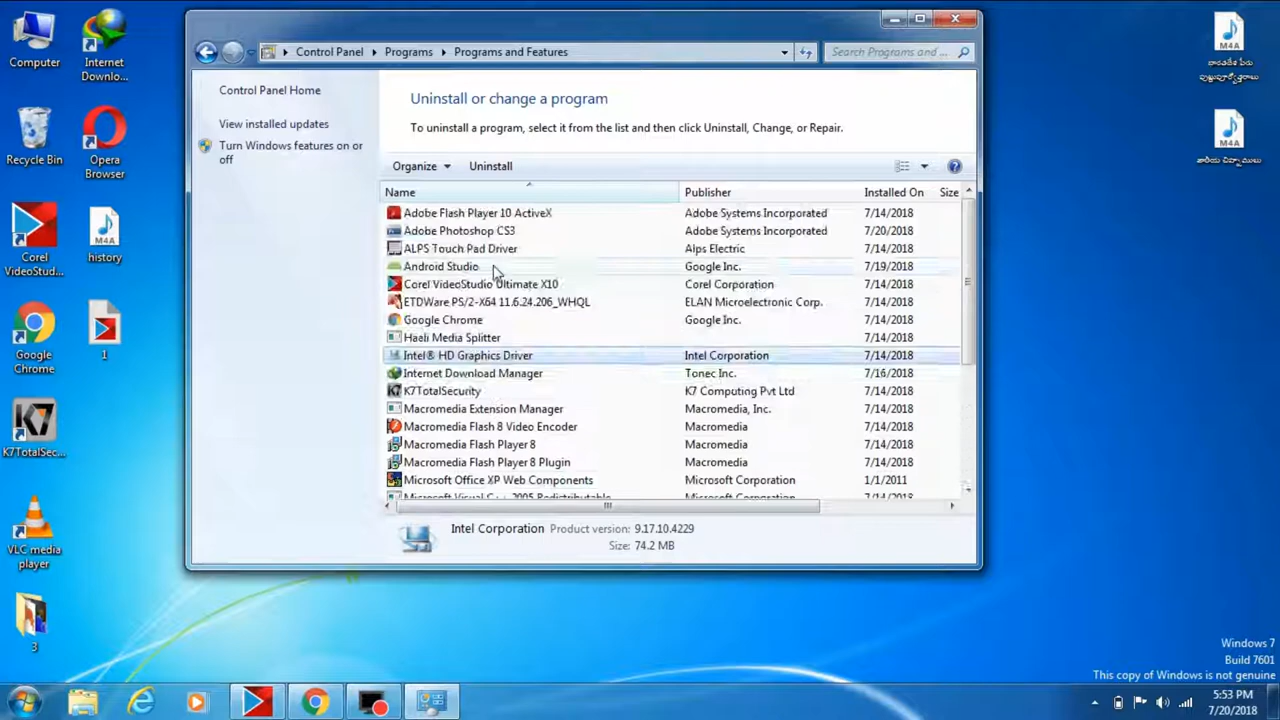 Computer
Internet
Downlo...
Recycle Bin
Opera
Browser
Corel
VideoStud...
history
Google
Chrome
1
K7TotalSec...
VLC media
player
3
Control Panel Programs Programs and Features
Search Programs and ...
Control Panel Home
View installed updates
Turn Windows features on or
off
Uninstall or change a program
To uninstall a program, select it from the list and then click Uninstall, Change, or Repair.
Organize Uninstall
Name Publisher Installed On Size
Adobe Flash Player 10 ActiveX Adobe Systems Incorporated 7/14/2018
Adobe Photoshop CS3 Adobe Systems Incorporated 7/20/2018
ALPS Touch Pad Driver Alps Electric 7/14/2018
Android Studio Google Inc. 7/19/2018
Corel VideoStudio Ultimate X10 Corel Corporation 7/14/2018
ETDWare PS/2-X64 11.6.24.206_WHQL ELAN Microelectronic Corp. 7/14/2018
Google Chrome Google Inc. 7/14/2018
Haali Media Splitter 7/14/2018
Intel® HD Graphics Driver Intel Corporation 7/14/2018
Internet Download Manager Tonec Inc. 7/16/2018
K7TotalSecurity K7 Computing Pvt Ltd 7/14/2018
Macromedia Extension Manager Macromedia, Inc. 7/14/2018
Macromedia Flash 8 Video Encoder Macromedia 7/14/2018
Macromedia Flash Player 8 Macromedia 7/14/2018
Macromedia Flash Player 8 Plugin Macromedia 7/14/2018
Microsoft Office XP Web Components Microsoft Corporation 1/1/2011
Microsoft Visual C++ 2005 Redistributable Microsoft Corporation 7/14/2018
Intel Corporation Product version: 9.17.10.4229
Size: 74.2 MB
M4A
M4A
M4A
జాతీయ చిహ్నములు
Windows 7
Build 7601
This copy of Windows is not genuine
5:53 PM
7/20/2018